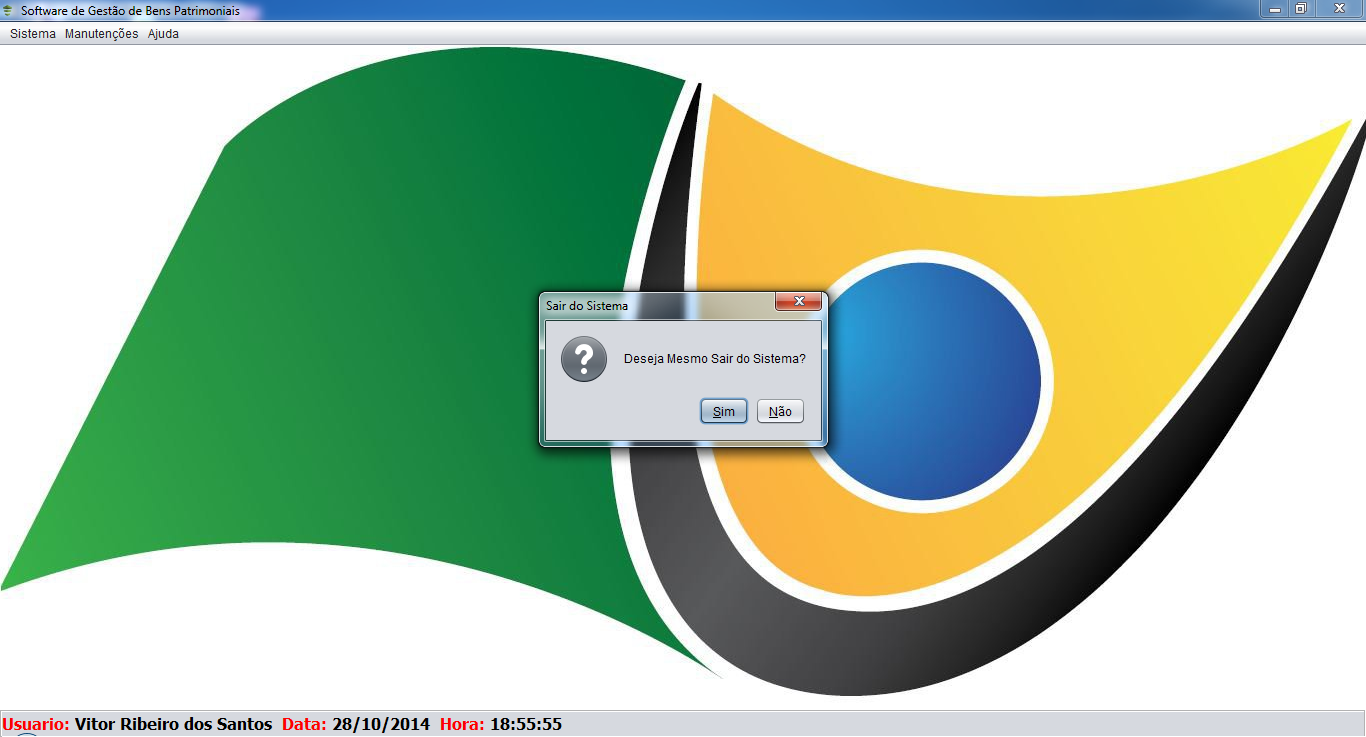 Software de Gestão de Bens Patrimoniais
Sistema Manutenções Ajuda
Sair do Sistema
Deseja Mesmo Sair do Sistema?
Sim Não
Usuario: Vitor Ribeiro dos Santos Data: 28/10/2014 Hora: 18:55:55